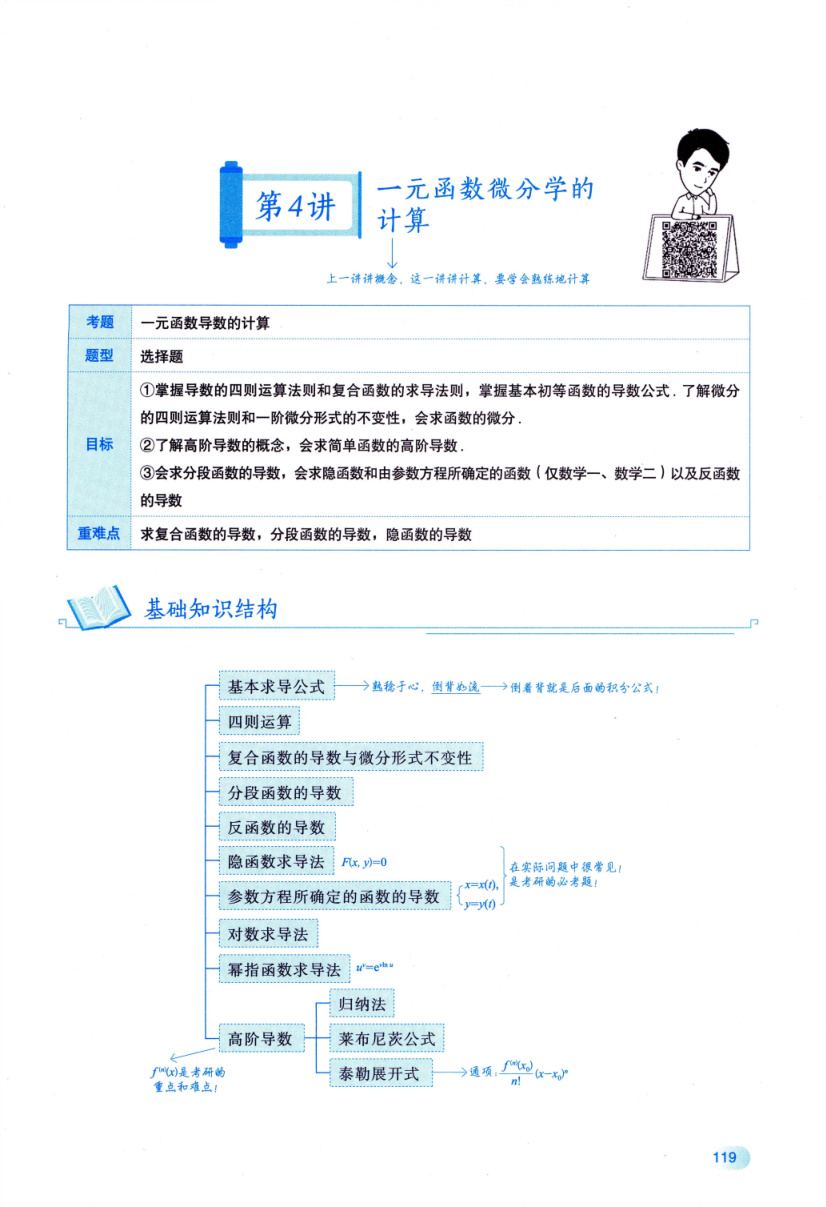 第4讲
一元函数微分学的
计算
上一讲讲概念，这一讲讲计算，要学会熟练地计算
考题 一元函数导数的计算
题型 选择题
目标 ①掌握导数的四则运算法则和复合函数的求导法则，掌握基本初等函数的导数公式．了解微分
的四则运算法则和一阶微分形式的不变性，会求函数的微分．
②了解高阶导数的概念，会求简单函数的高阶导数．
③会求分段函数的导数，会求隐函数和由参数方程所确定的函数（仅数学一、数学二）以及反函数
的导数
重难点 求复合函数的导数，分段函数的导数，隐函数的导数
基础知识结构
基本求导公式 →熟稔于心，倒背如流→倒着背就是后面的积分公式！
四则运算
复合函数的导数与微分形式不变性
分段函数的导数
反函数的导数
隐函数求导法 F(x, y)=0
参数方程所确定的函数的导数 { x=x(t), y=y(t)
在实际问题中很常见！
是考研的必考题！
对数求导法
幂指函数求导法 uᵛ=e^{vln u}
高阶导数
归纳法
莱布尼茨公式
泰勒展开式 →通项：f⁽ⁿ⁾(x₀)/n! (x−x₀)ⁿ
f⁽ⁿ⁾(x)是考研的
重点和难点！
119